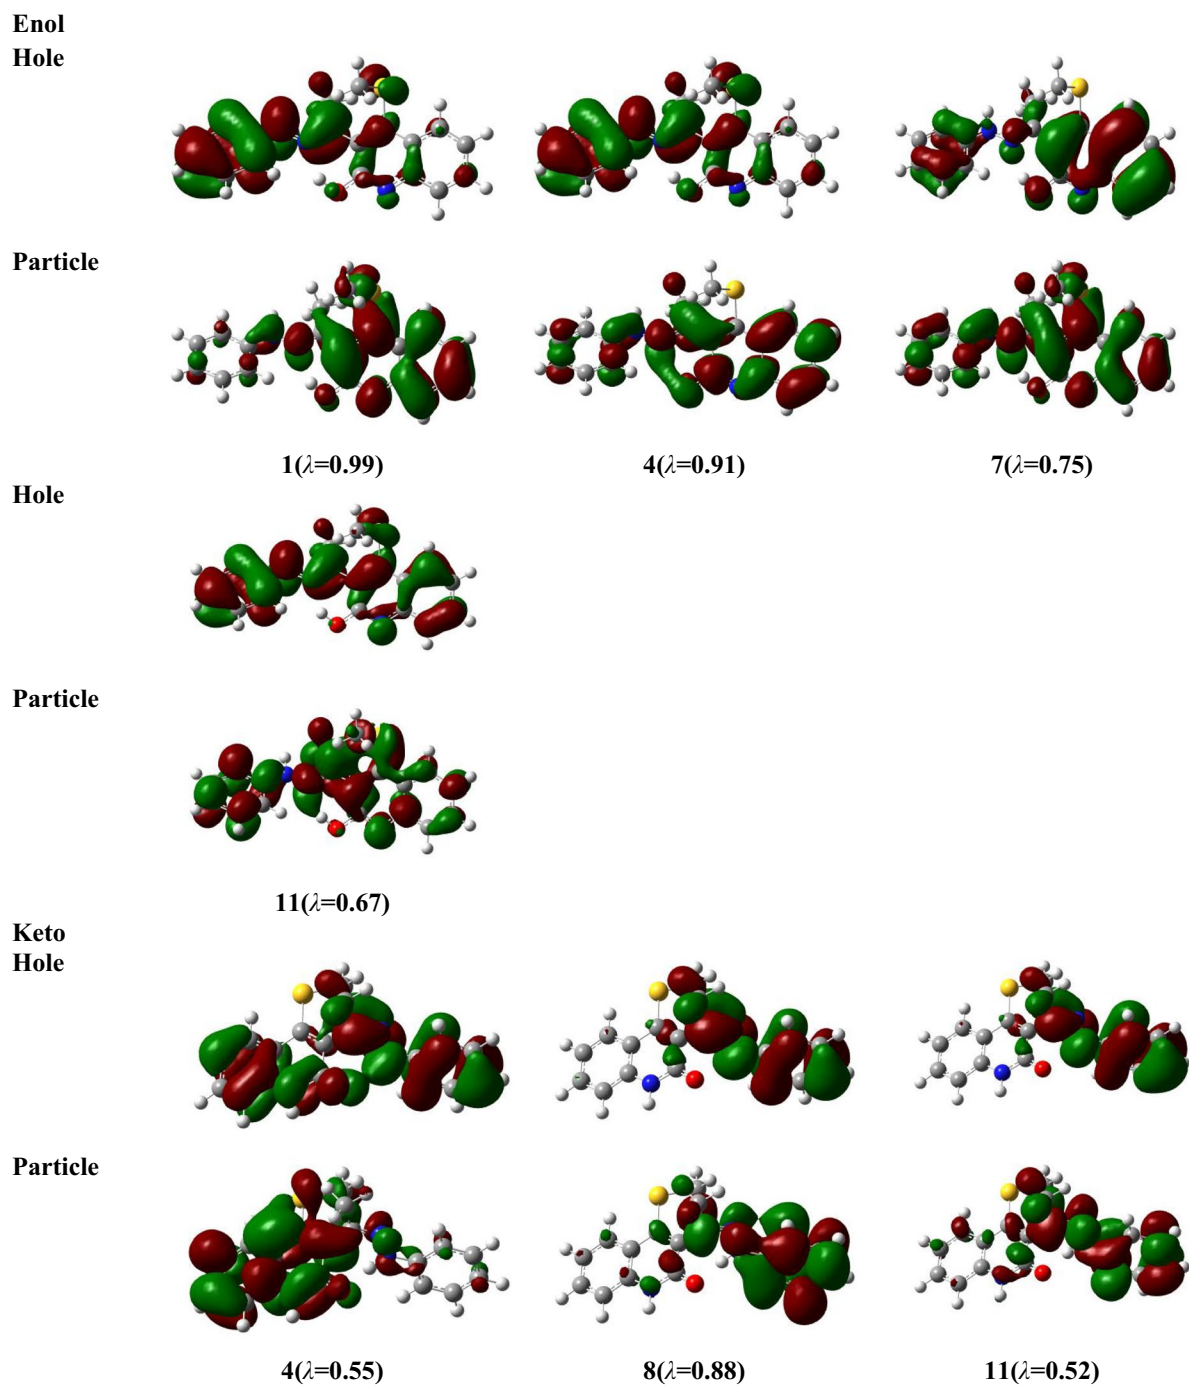 Enol
Hole
Particle
1(λ=0.99) 4(λ=0.91) 7(λ=0.75)
Hole
Particle
11(λ=0.67)
Keto
Hole
Particle
4(λ=0.55) 8(λ=0.88) 11(λ=0.52)